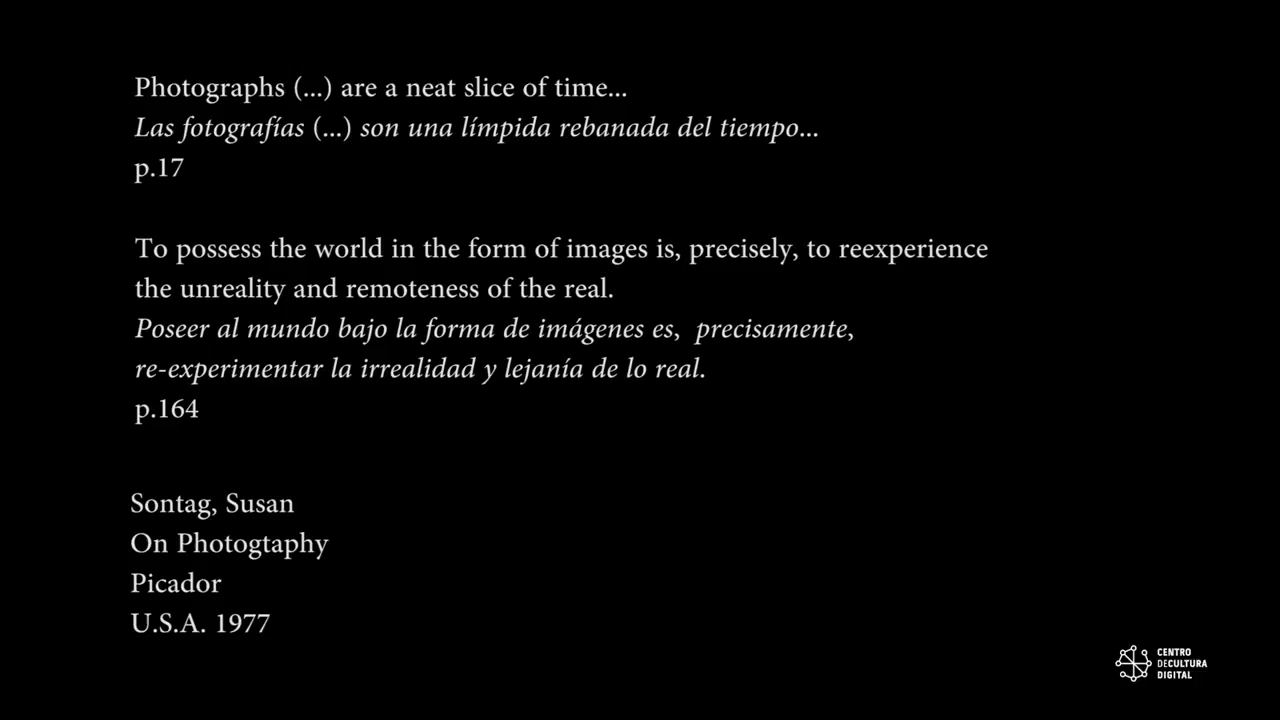 Photographs (...) are a neat slice of time...
Las fotografías (...) son una límpida rebanada del tiempo...
p.17
To possess the world in the form of images is, precisely, to reexperience
the unreality and remoteness of the real.
Poseer al mundo bajo la forma de imágenes es, precisamente,
re-experimentar la irrealidad y lejanía de lo real.
p.164
Sontag, Susan
On Photogtaphy
Picador
U.S.A. 1977
CENTRO
DECULTURA
DIGITAL